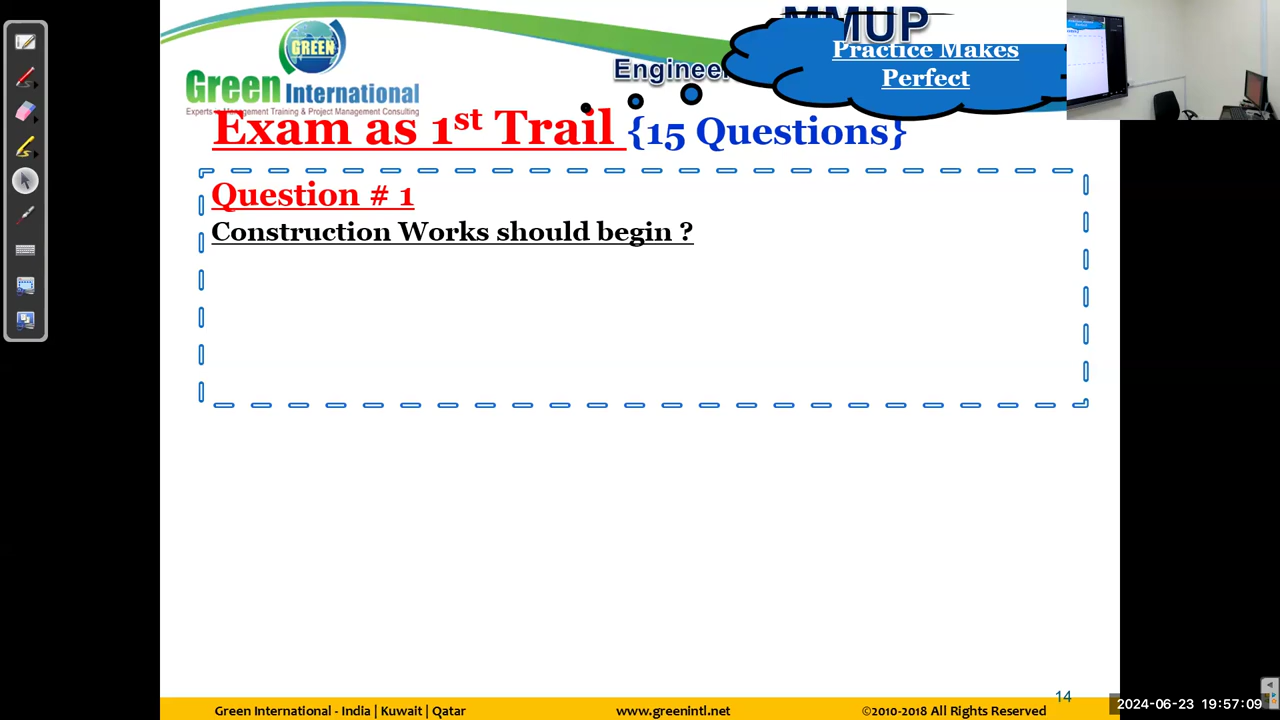 MMUP
Practice Makes
Perfect
GREEN
Engineer
Green International
Experts in Management Training & Project Management Consulting
Exam as 1st Trail {15 Questions}
Question # 1
Construction Works should begin ?
14
Green International - India | Kuwait | Qatar
www.greenintl.net
©2010-2018 All Rights Reserved
2024-06-23 19:57:09